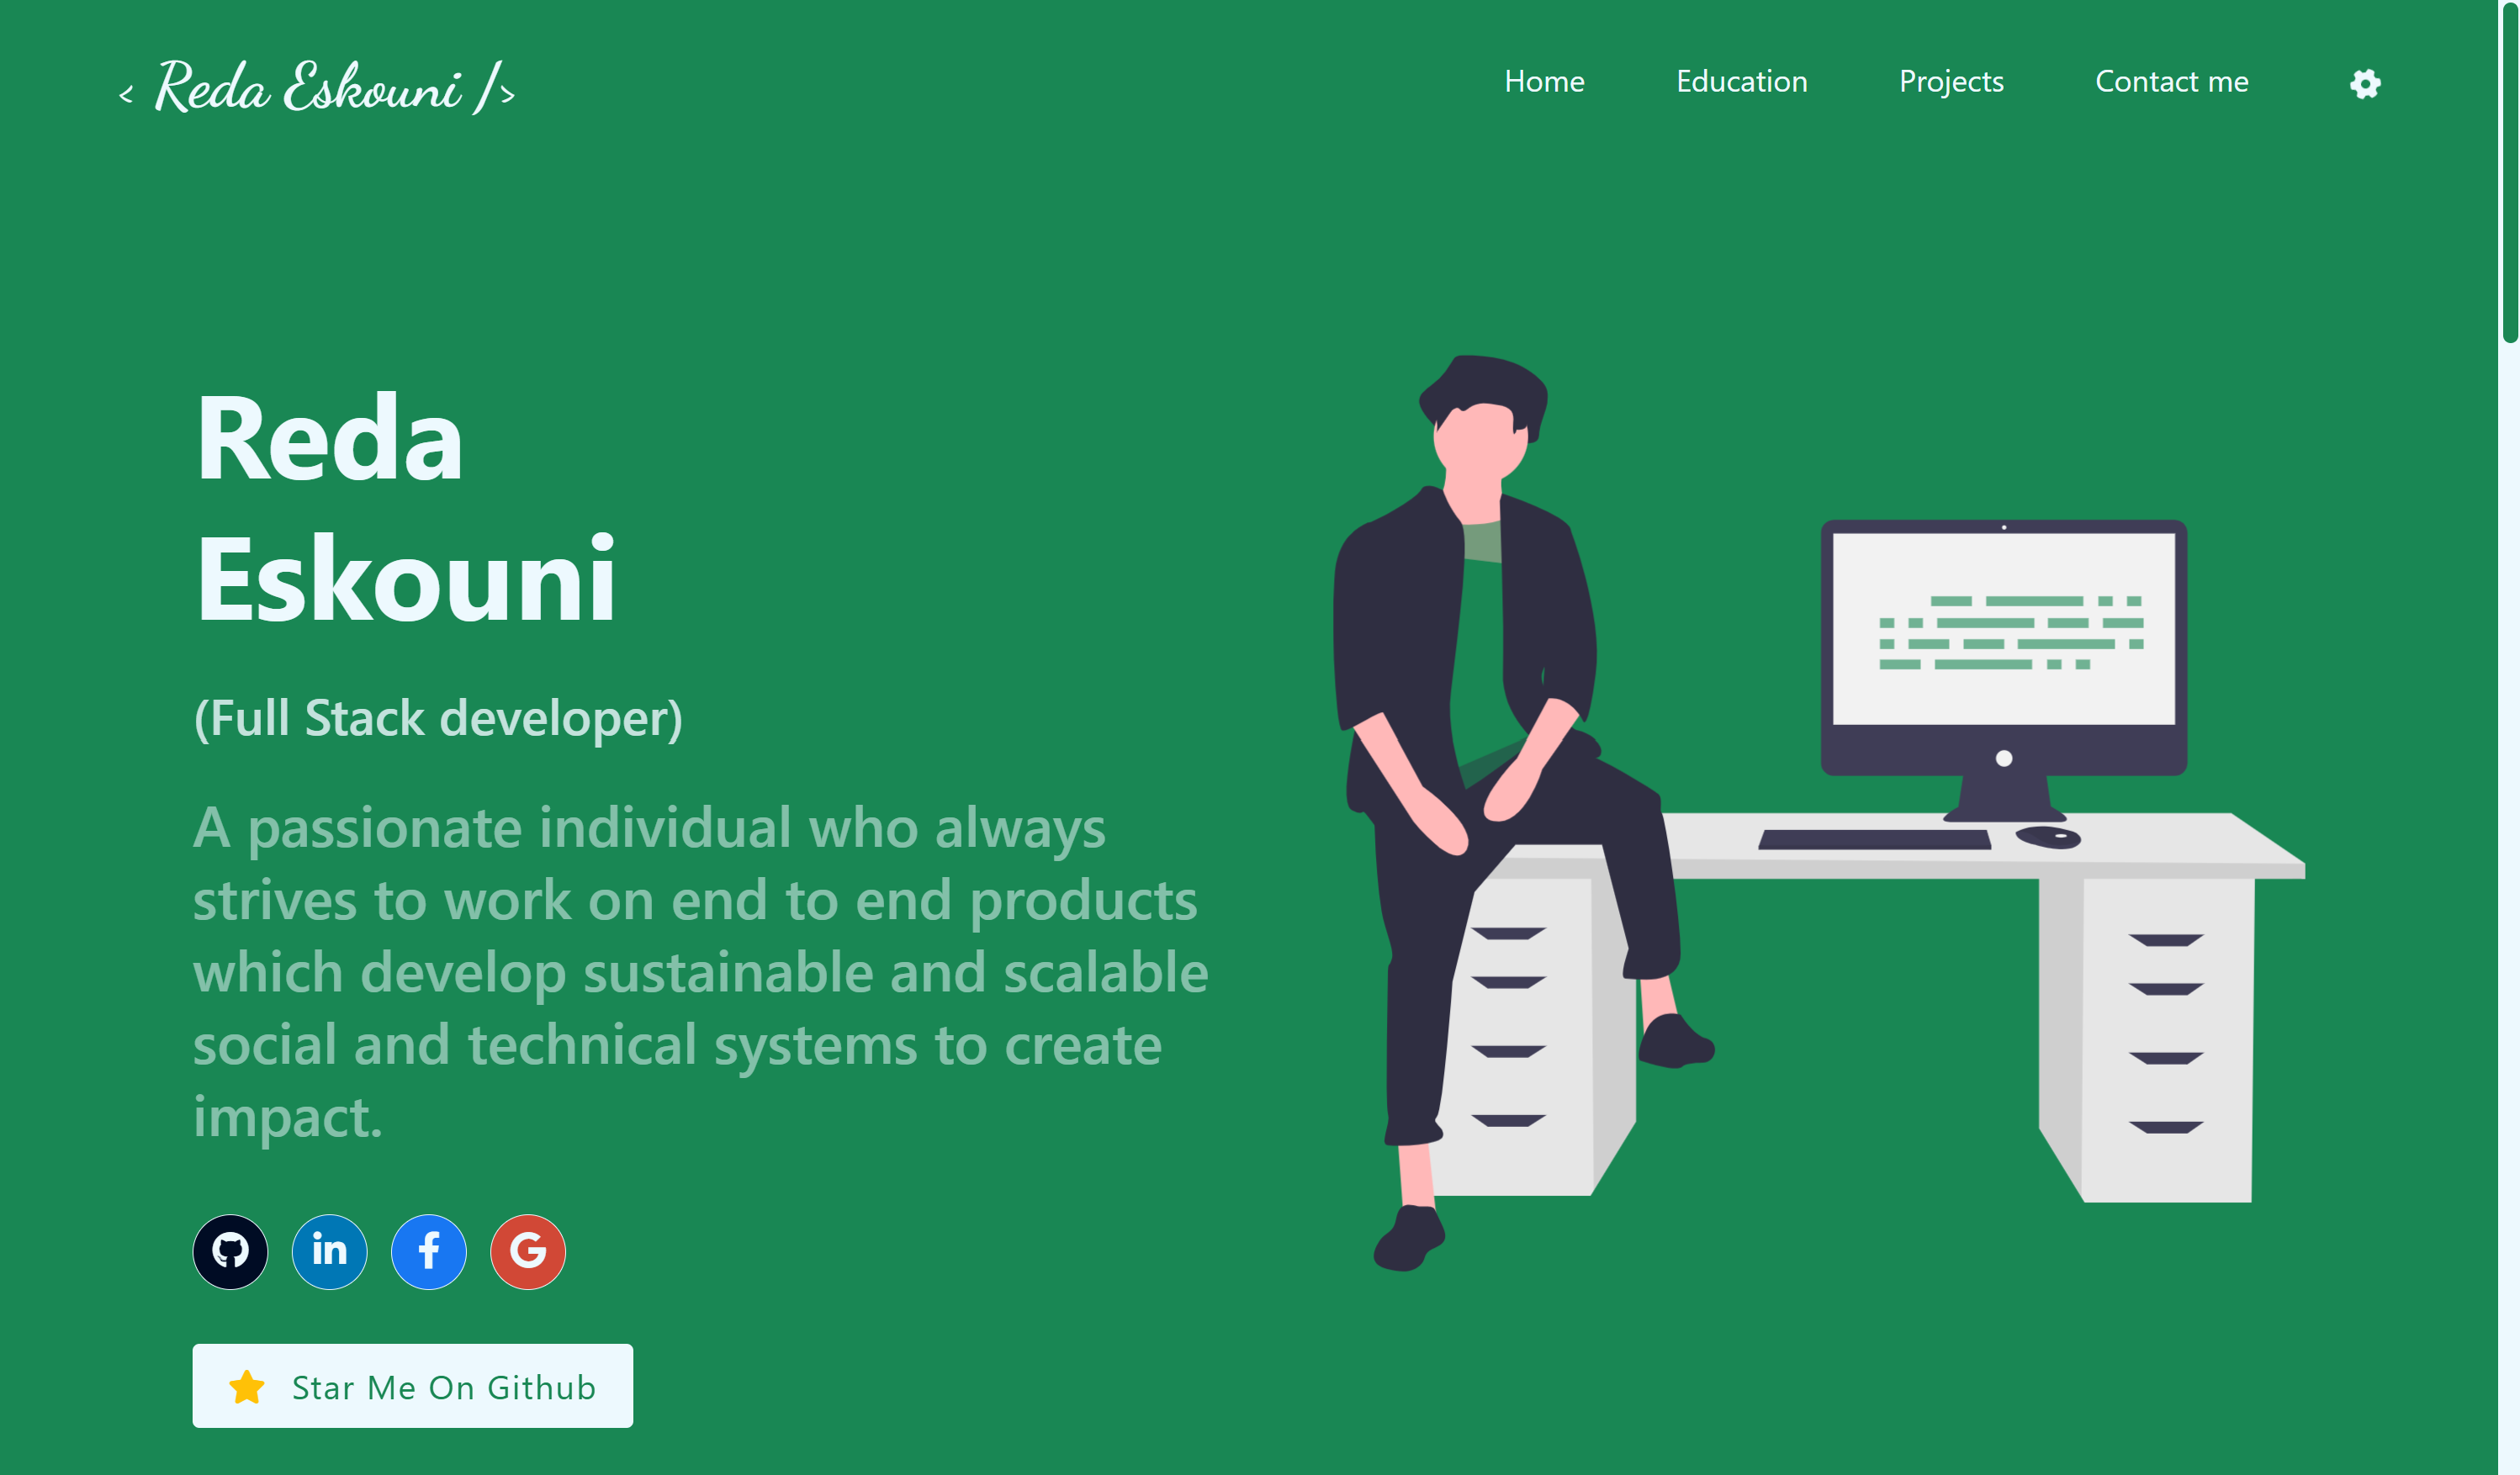 < Reda Eskouni />
Home Education Projects Contact me
Reda
Eskouni
(Full Stack developer)
A passionate individual who always
strives to work on end to end products
which develop sustainable and scalable
social and technical systems to create
impact.
Star Me On Github